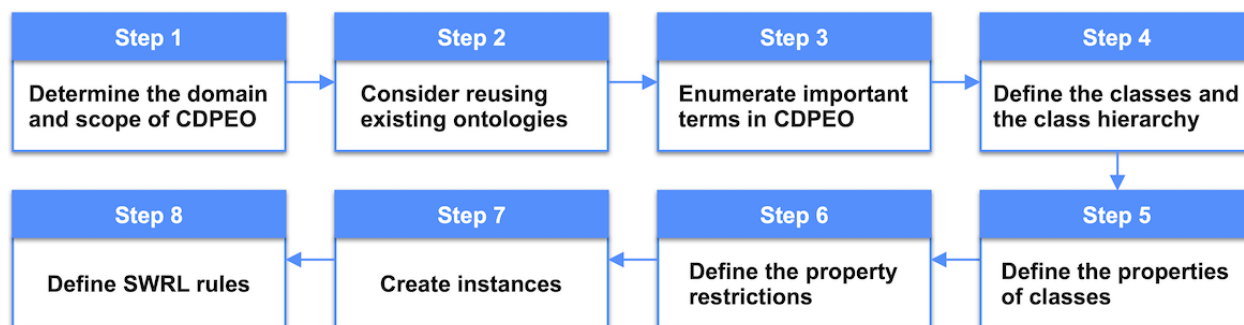 Step 1
Determine the domain
and scope of CDPEO
Step 2
Consider reusing
existing ontologies
Step 3
Enumerate important
terms in CDPEO
Step 4
Define the classes and
the class hierarchy
Step 5
Define the properties
of classes
Step 6
Define the property
restrictions
Step 7
Create instances
Step 8
Define SWRL rules